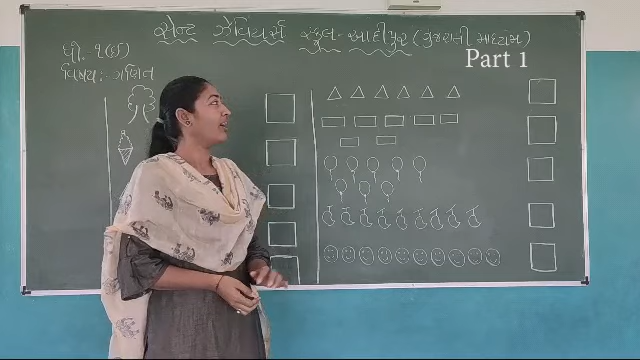 સેન્ટ ઝેવિયર્સ સ્કુલ - આદીપુર (ગુજરાતી માધ્યમ)
ધો. ૧(ઈ)
વિષય :- ગણિત
Part 1